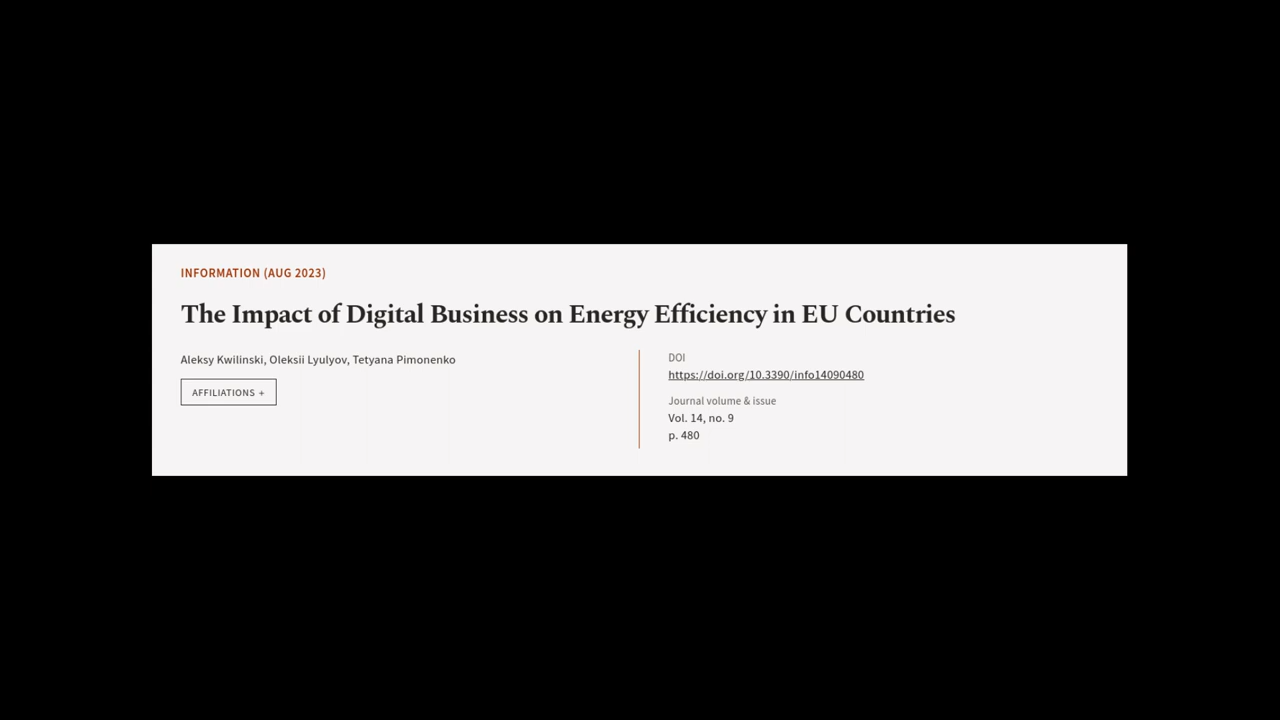 INFORMATION (AUG 2023)
The Impact of Digital Business on Energy Efficiency in EU Countries
Aleksy Kwilinski, Oleksii Lyulyov, Tetyana Pimonenko
AFFILIATIONS +
DOI
https://doi.org/10.3390/info14090480
Journal volume & issue
Vol. 14, no. 9
p. 480